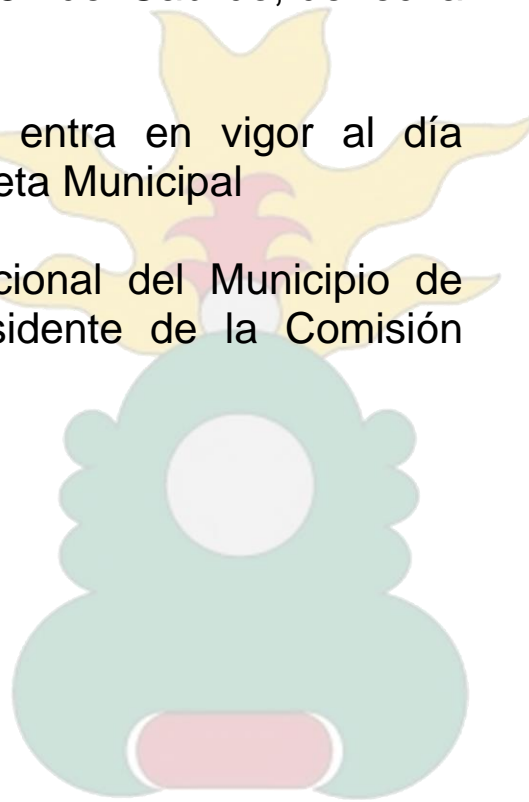 entra en vigor al día
eta Municipal
cional del Municipio de
sidente de la Comisión